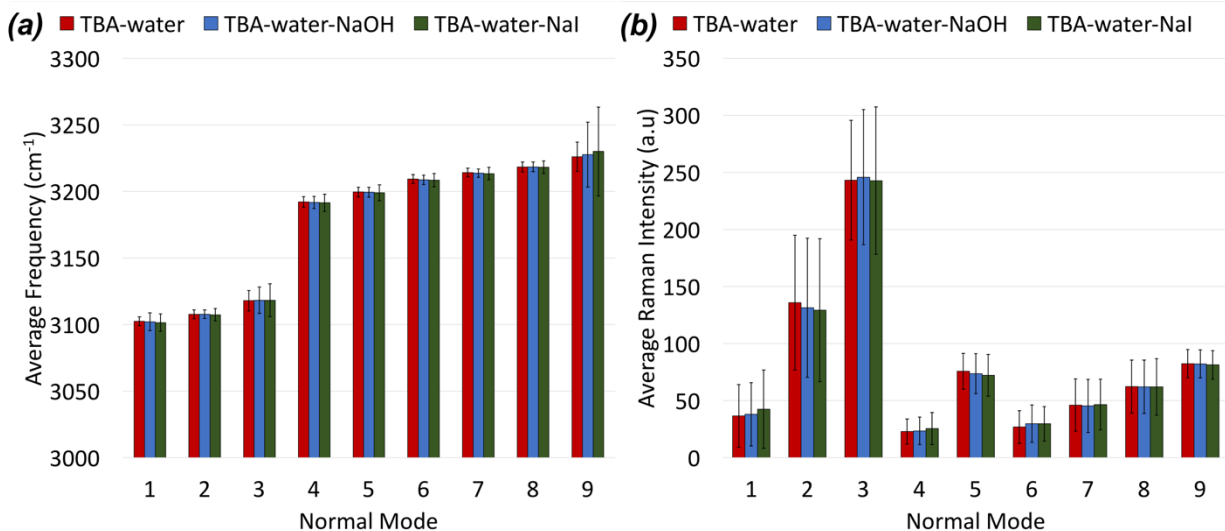 (a) TBA-water TBA-water-NaOH TBA-water-NaI
Average Frequency (cm-1)
3300
3250
3200
3150
3100
3050
3000
1 2 3 4 5 6 7 8 9
Normal Mode
(b) TBA-water TBA-water-NaOH TBA-water-NaI
Average Raman Intensity (a.u)
350
300
250
200
150
100
50
0
1 2 3 4 5 6 7 8 9
Normal Mode